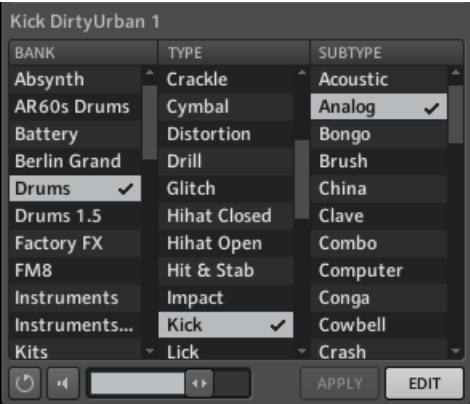 Kick DirtyUrban 1
BANK TYPE SUBTYPE
Absynth Crackle Acoustic
AR60s Drums Cymbal Analog
Battery Distortion Bongo
Berlin Grand Drill Brush
Drums Glitch China
Drums 1.5 Hihat Closed Clave
Factory FX Hihat Open Combo
FM8 Hit & Stab Computer
Instruments Impact Conga
Instruments... Kick Cowbell
Kits Lick Crash
APPLY EDIT